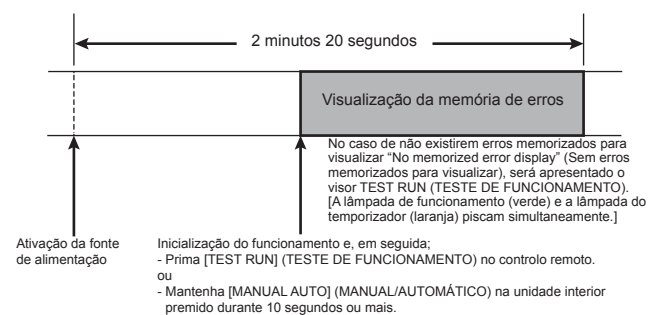 2 minutos 20 segundos
Visualização da memória de erros
No caso de não existirem erros memorizados para
visualizar “No memorized error display” (Sem erros
memorizados para visualizar), será apresentado o
visor TEST RUN (TESTE DE FUNCIONAMENTO).
[A lâmpada de funcionamento (verde) e a lâmpada do
temporizador (laranja) piscam simultaneamente.]
Ativação da fonte
de alimentação
Inicialização do funcionamento e, em seguida;
- Prima [TEST RUN] (TESTE DE FUNCIONAMENTO) no controlo remoto.
ou
- Mantenha [MANUAL AUTO] (MANUAL/AUTOMÁTICO) na unidade interior
premido durante 10 segundos ou mais.